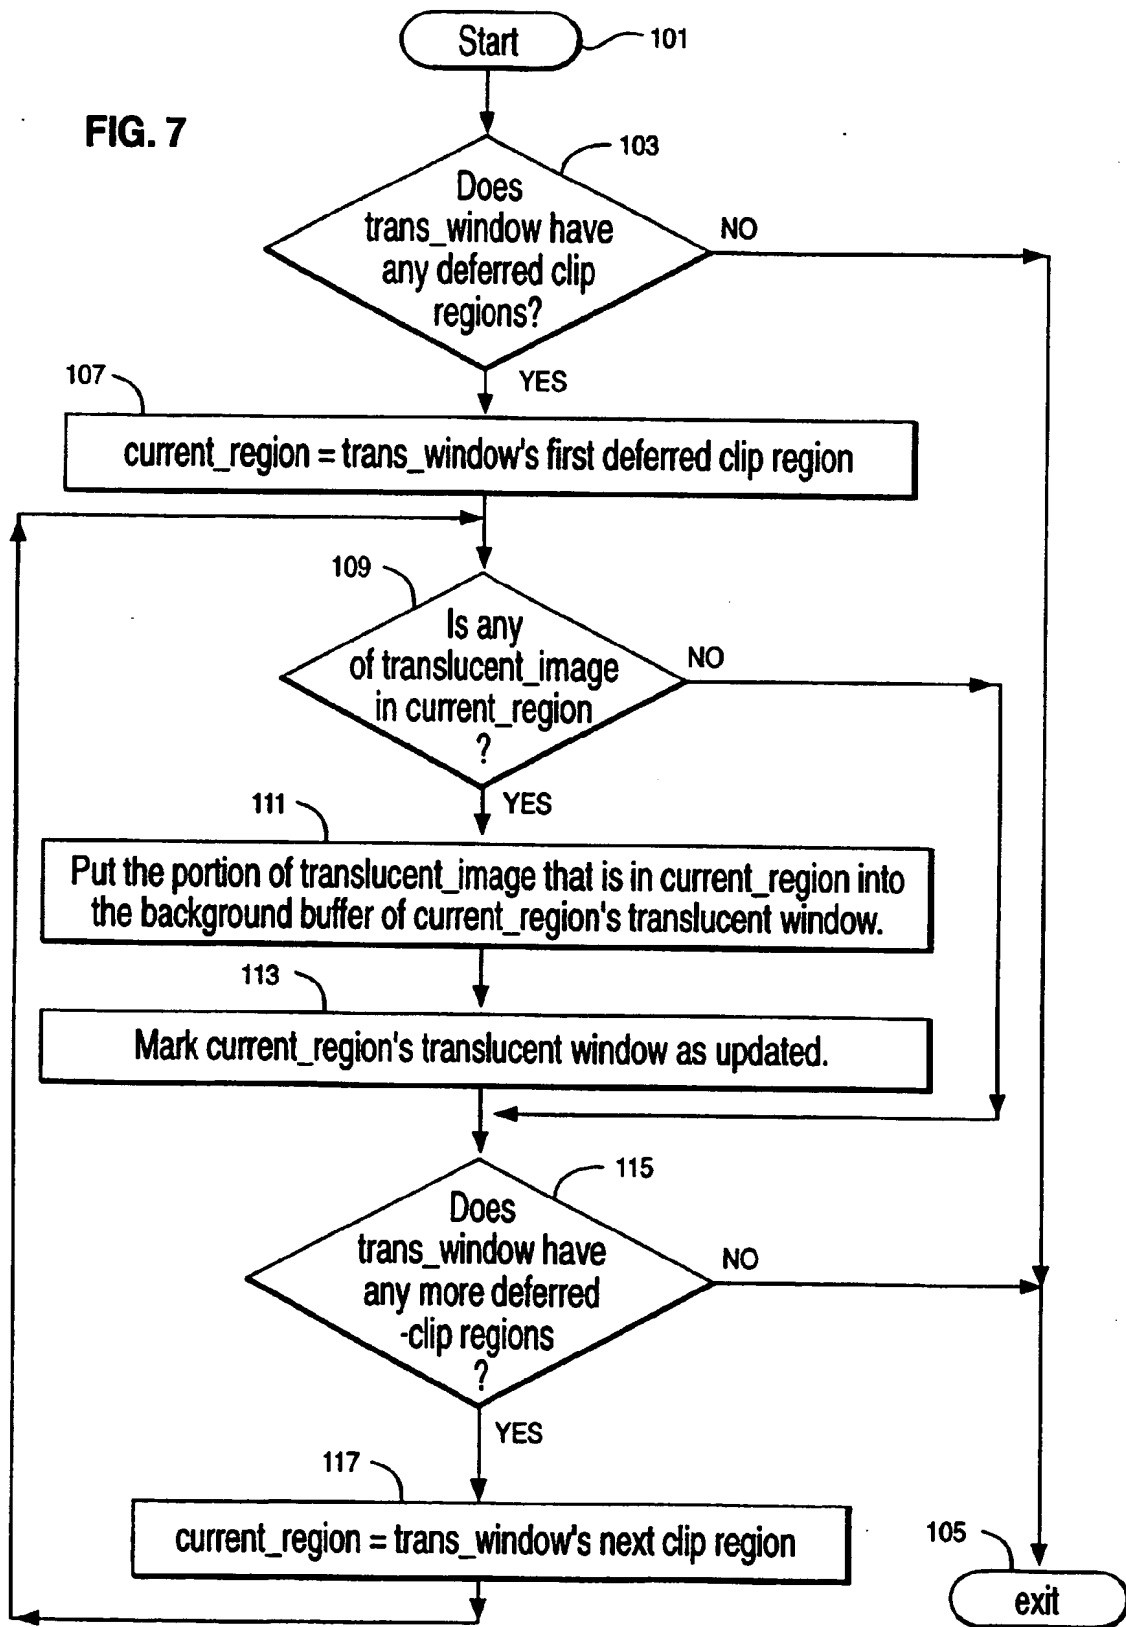 Start
101
FIG. 7
103
Does
trans_window have
any deferred clip
regions?
NO
YES
107
current_region = trans_window's first deferred clip region
109
Is any
of translucent_image
in current_region
?
NO
YES
111
Put the portion of translucent_image that is in current_region into
the background buffer of current_region's translucent window.
113
Mark current_region's translucent window as updated.
115
Does
trans_window have
any more deferred
-clip regions
?
NO
YES
117
current_region = trans_window's next clip region
105
exit